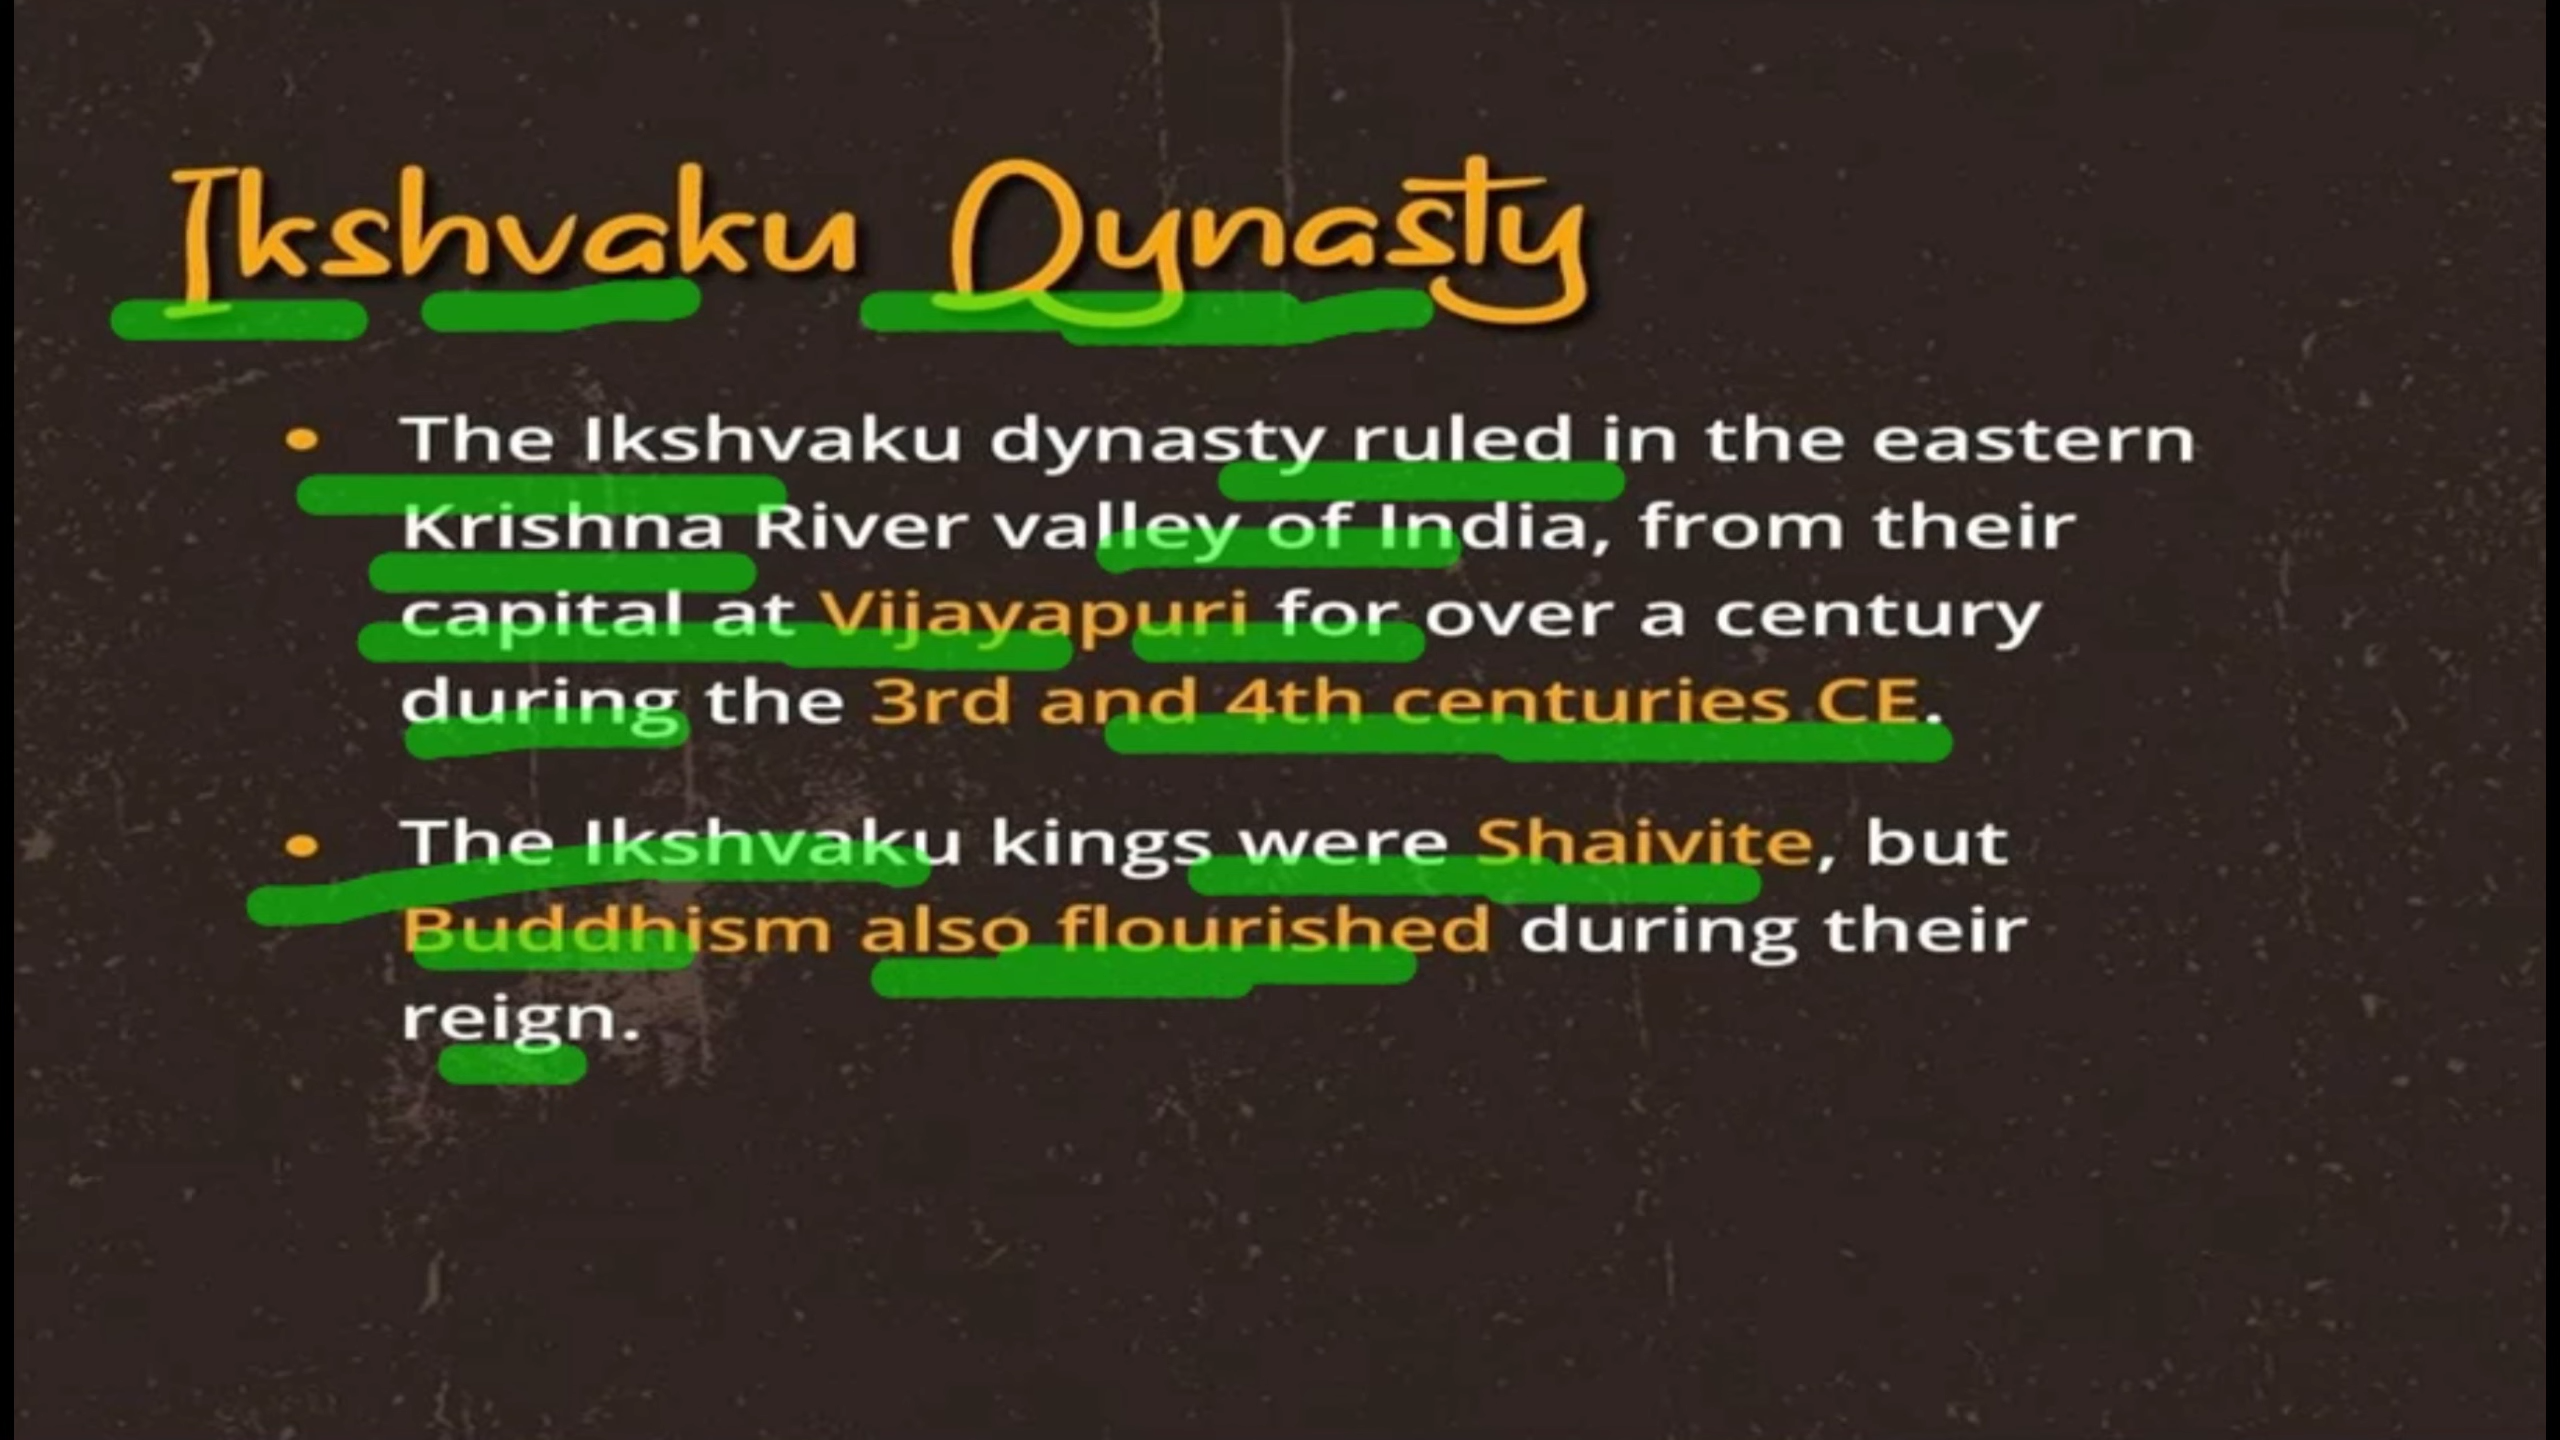 Ikshvaku Dynasty
• The Ikshvaku dynasty ruled in the eastern
Krishna River valley of India, from their
capital at Vijayapuri for over a century
during the 3rd and 4th centuries CE.
• The Ikshvaku kings were Shaivite, but
Buddhism also flourished during their
reign.